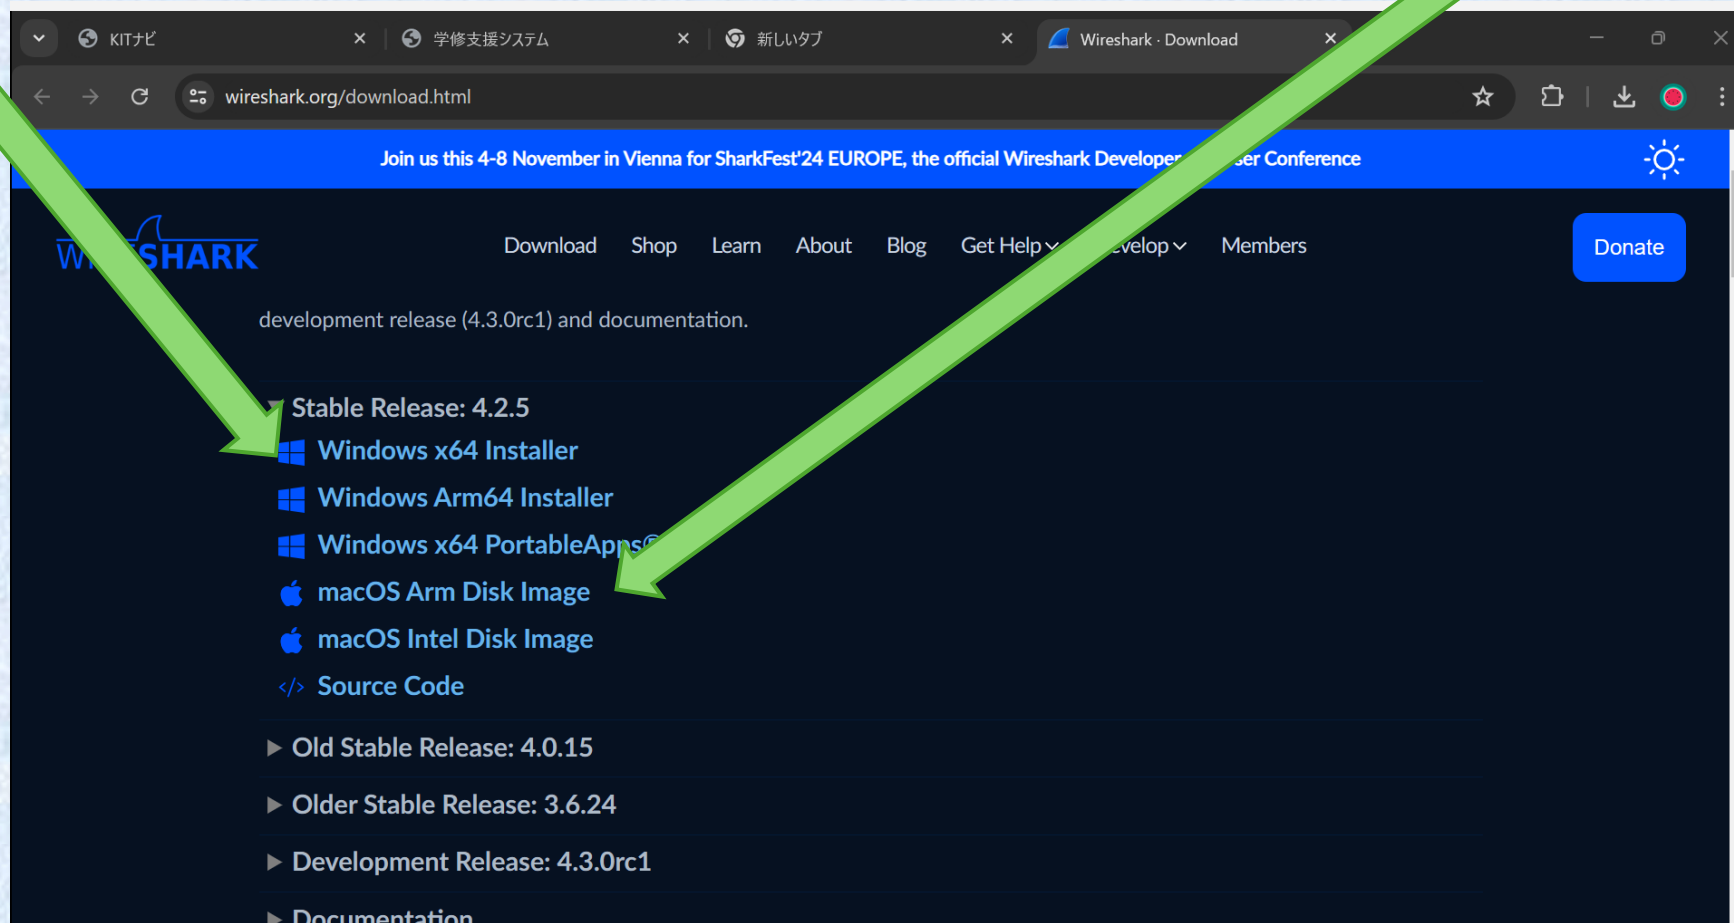 KITナビ
学修支援システム
新しいタブ
Wireshark · Download
wireshark.org/download.html
Join us this 4-8 November in Vienna for SharkFest'24 EUROPE, the official Wireshark Developer Conference
WIRESHARK
Download Shop Learn About Blog Get Help Develop Members
Donate
development release (4.3.0rc1) and documentation.
Stable Release: 4.2.5
Windows x64 Installer
Windows Arm64 Installer
Windows x64 PortableApps®
macOS Arm Disk Image
macOS Intel Disk Image
</> Source Code
Old Stable Release: 4.0.15
Older Stable Release: 3.6.24
Development Release: 4.3.0rc1
Documentation